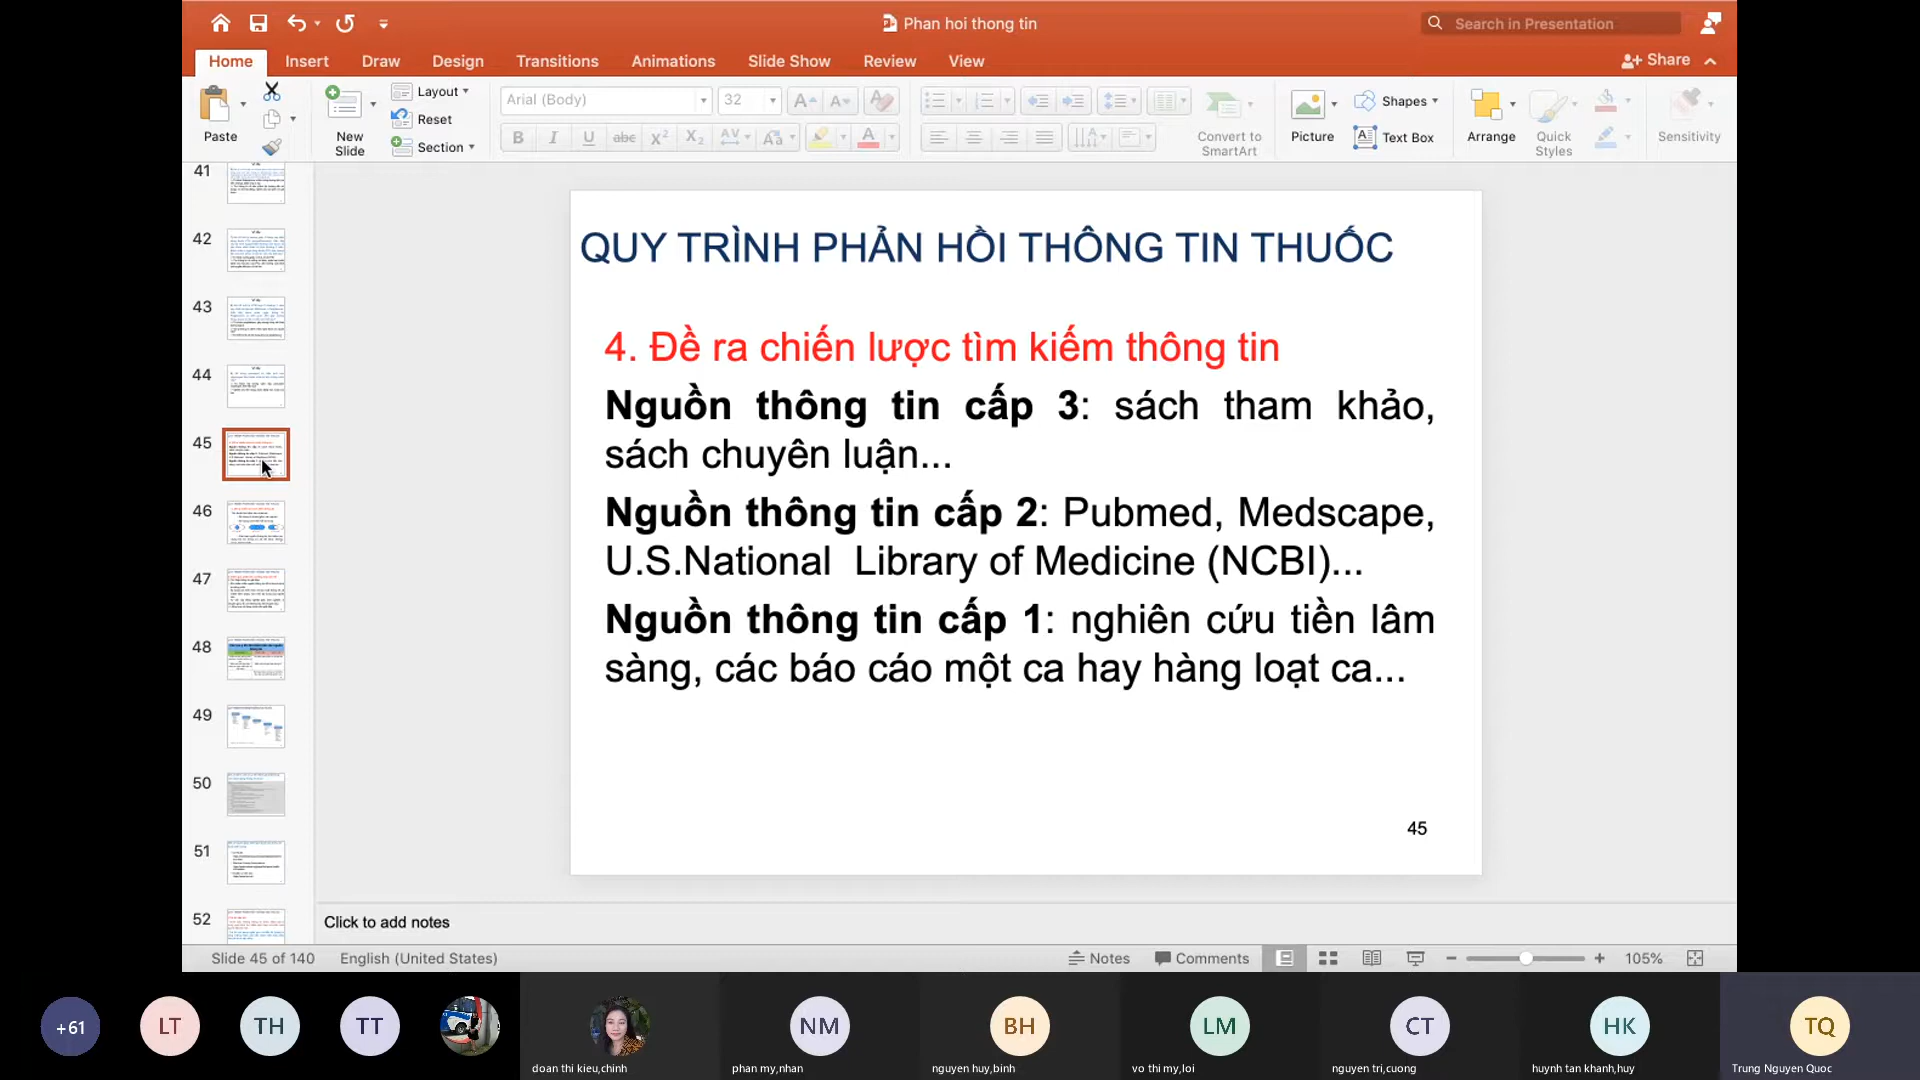 Phan hoi thong tin
Search in Presentation
Home
Insert
Draw
Design
Transitions
Animations
Slide Show
Review
View
Share
Paste
New
Slide
Layout
Reset
Section
Arial (Body)
32
Convert to
SmartArt
Picture
Shapes
Text Box
Arrange
Quick
Styles
Sensitivity
41
42
43
44
45
46
47
48
49
50
51
52
QUY TRÌNH PHẢN HỒI THÔNG TIN THUỐC
4. Đề ra chiến lược tìm kiếm thông tin
Nguồn thông tin cấp 3: sách tham khảo,
sách chuyên luận...
Nguồn thông tin cấp 2: Pubmed, Medscape,
U.S.National Library of Medicine (NCBI)...
Nguồn thông tin cấp 1: nghiên cứu tiền lâm
sàng, các báo cáo một ca hay hàng loạt ca...
45
Click to add notes
Slide 45 of 140
English (United States)
Notes
Comments
105%
+61
LT
TH
TT
NM
BH
LM
CT
HK
TQ
doan thi kieu,chinh
phan my,nhan
nguyen huy,binh
vo thi my,loi
nguyen tri,cuong
huynh tan khanh,huy
Trung Nguyen Quoc